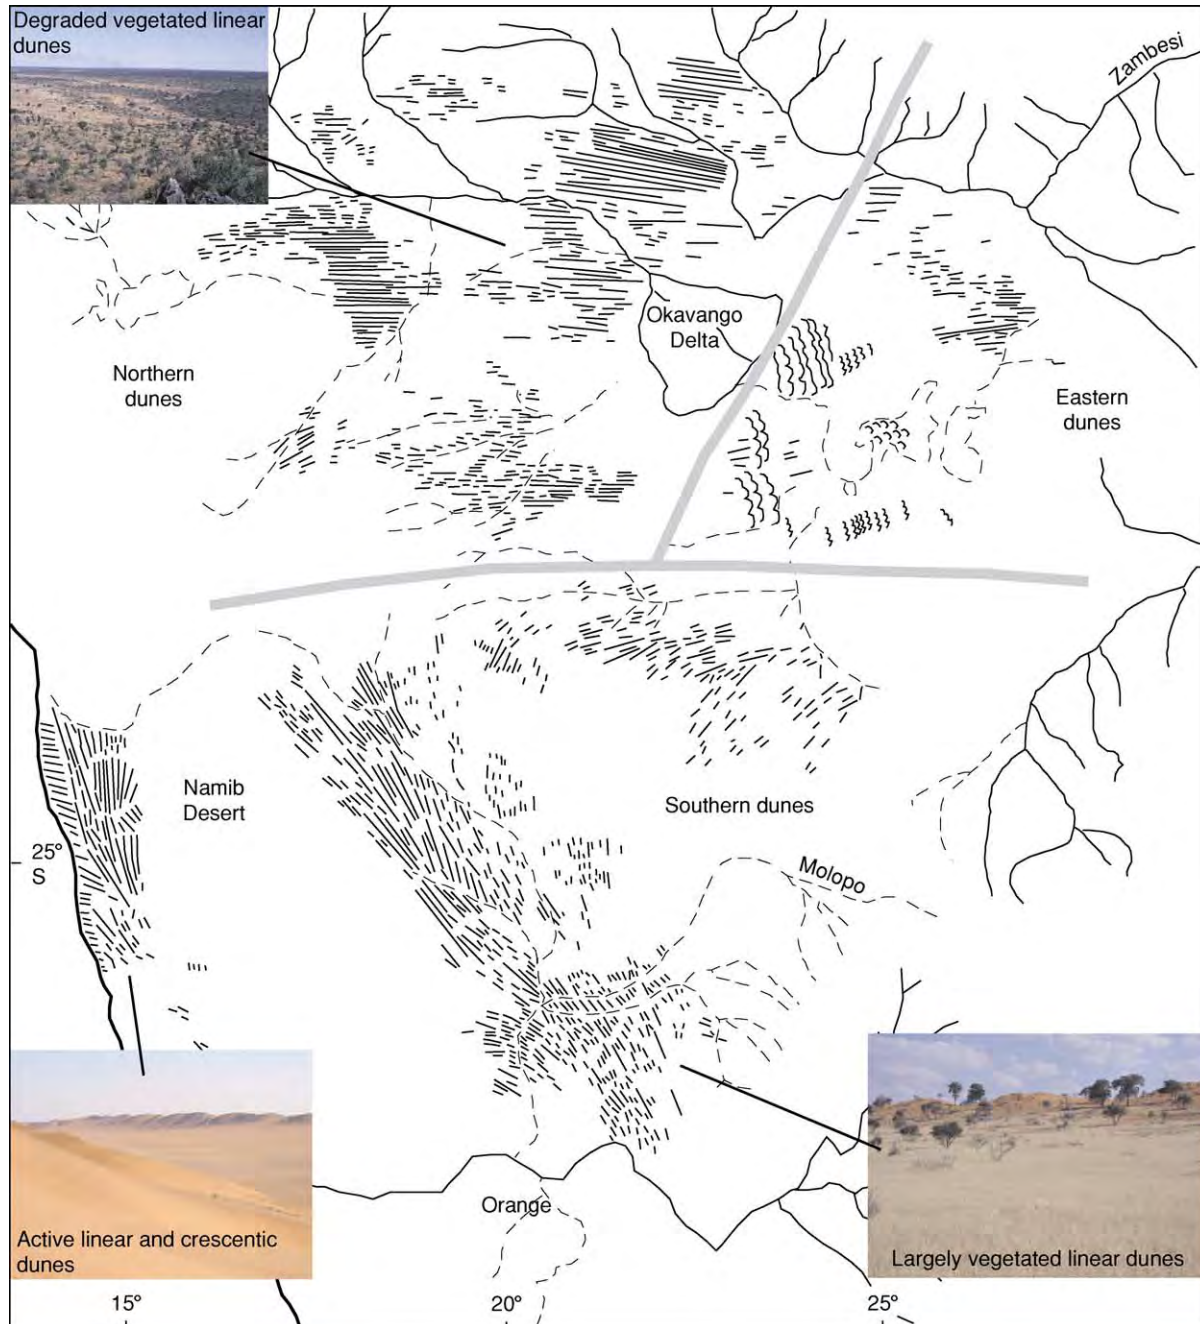 Degraded vegetated linear
dunes
Zambesi
Okavango
Delta
Northern
dunes
Eastern
dunes
Namib
Desert
Southern dunes
25°
S
Molopo
Orange
Active linear and crescentic
dunes
Largely vegetated linear dunes
15°
20°
25°